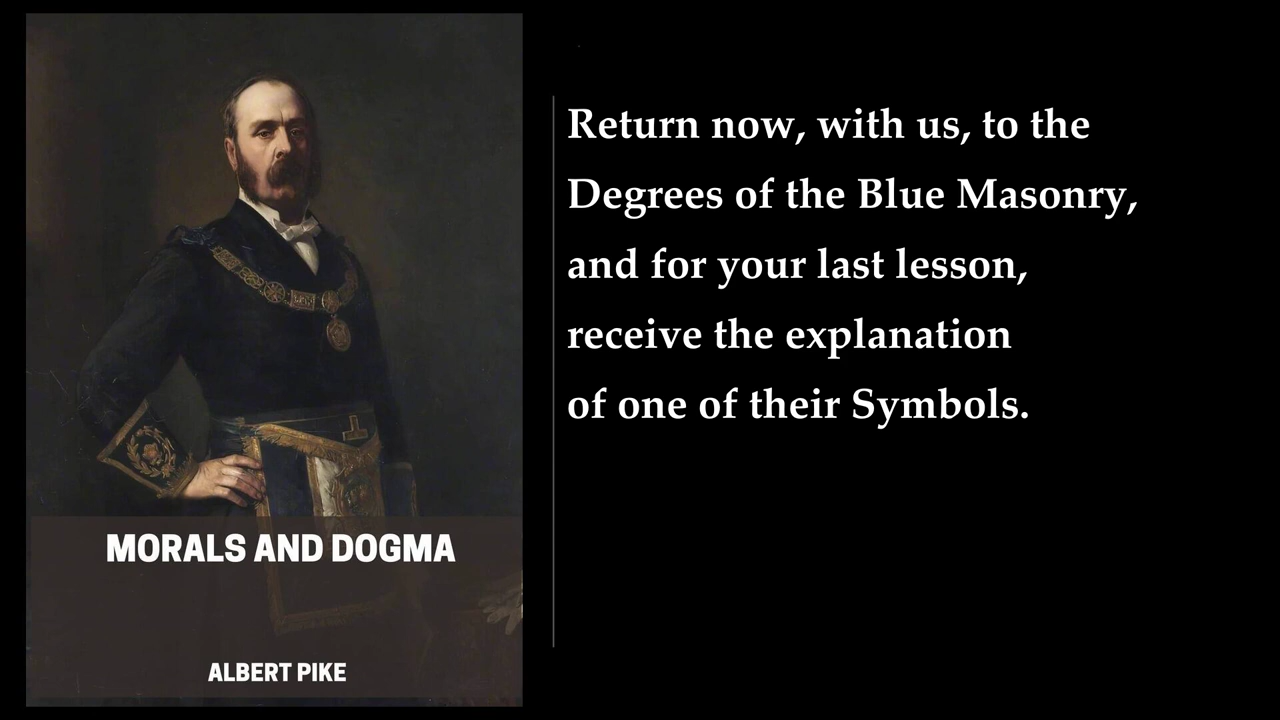 MORALS AND DOGMA
ALBERT PIKE
Return now, with us, to the
Degrees of the Blue Masonry,
and for your last lesson,
receive the explanation
of one of their Symbols.